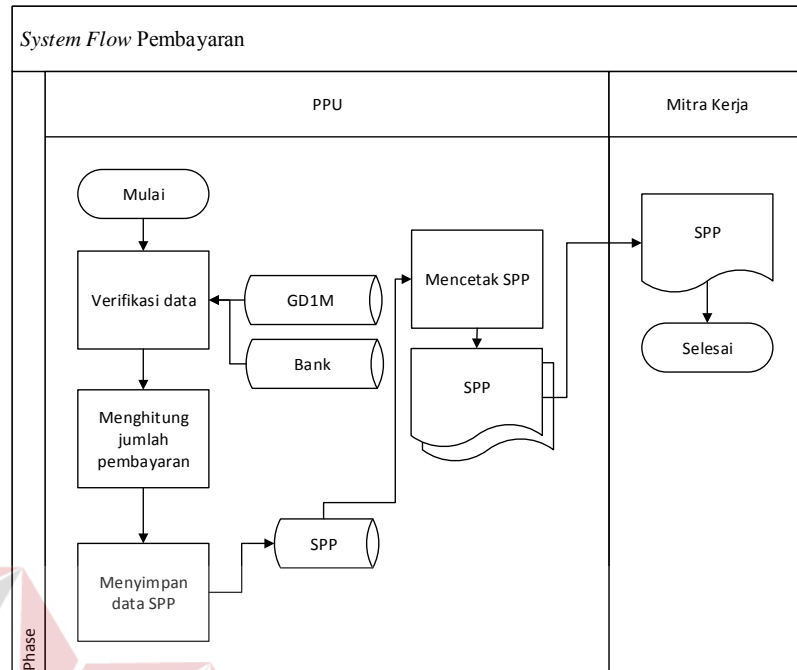 System Flow Pembayaran
PPU
Mitra Kerja
Mulai
Verifikasi data
GD1M
Bank
Menghitung
jumlah
pembayaran
Menyimpan
data SPP
SPP
Mencetak SPP
SPP
SPP
Selesai
Phase